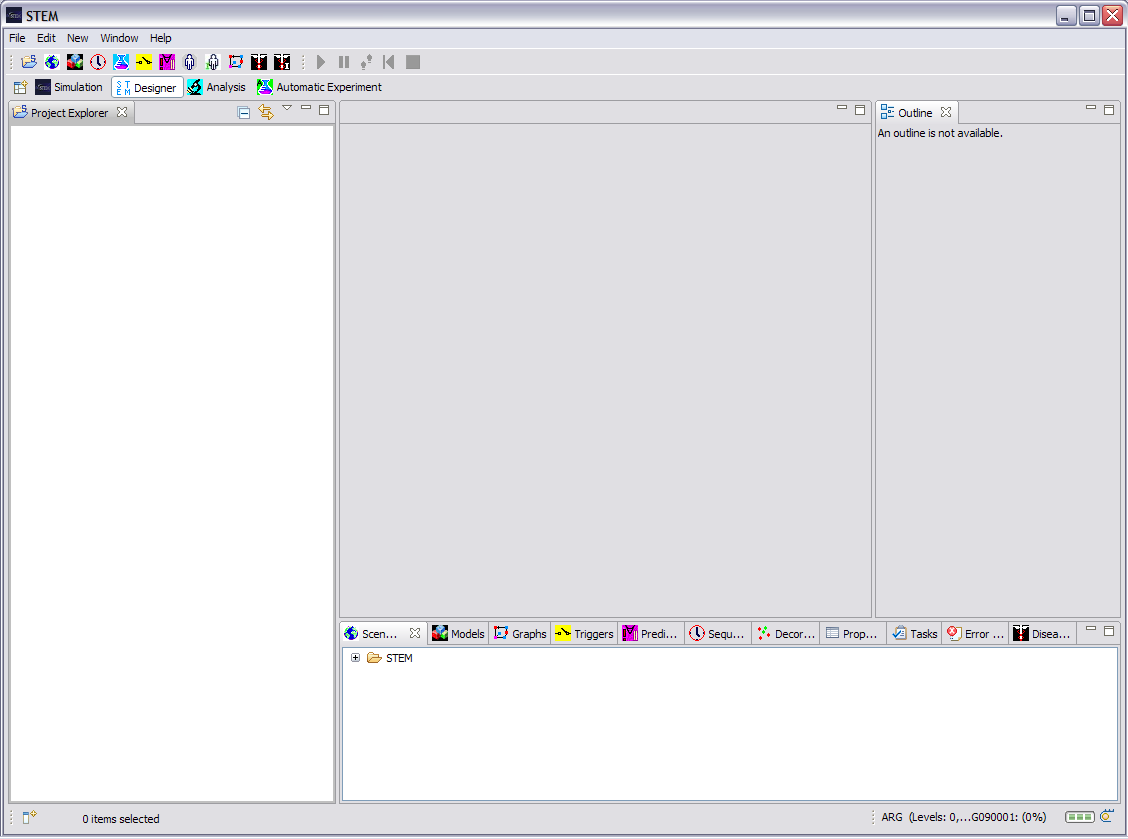 STEM
File Edit New Window Help
Simulation Designer Analysis Automatic Experiment
Project Explorer
Outline
An outline is not available.
Scen... Models Graphs Triggers Predi... Sequ... Decor... Prop... Tasks Error ... Disea...
STEM
0 items selected
ARG (Levels: 0,...G090001: (0%)